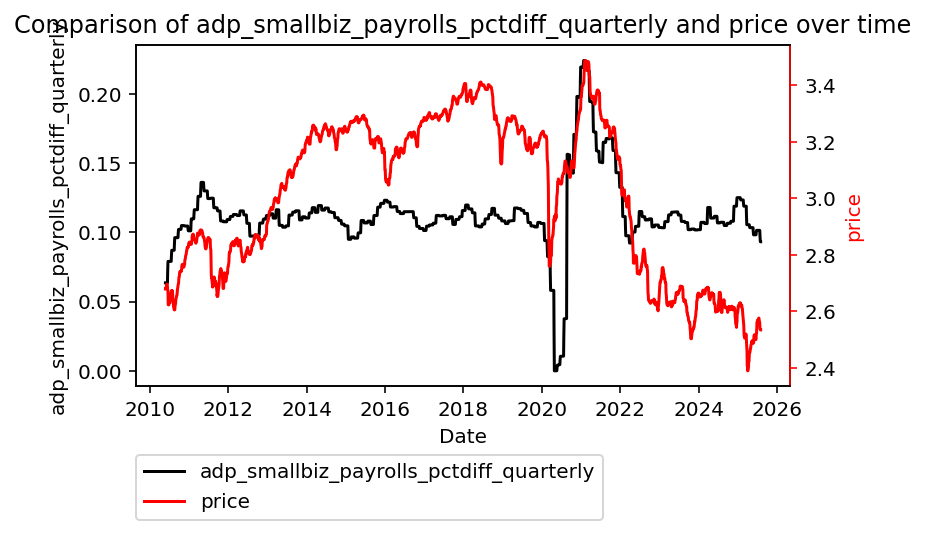 Comparison of adp_smallbiz_payrolls_pctdiff_quarterly and price over time
adp_smallbiz_payrolls_pctdiff_quarterly
0.20
0.15
0.10
0.05
0.00
3.4
3.2
3.0
2.8
2.6
2.4
price
2010 2012 2014 2016 2018 2020 2022 2024 2026
Date
adp_smallbiz_payrolls_pctdiff_quarterly
price